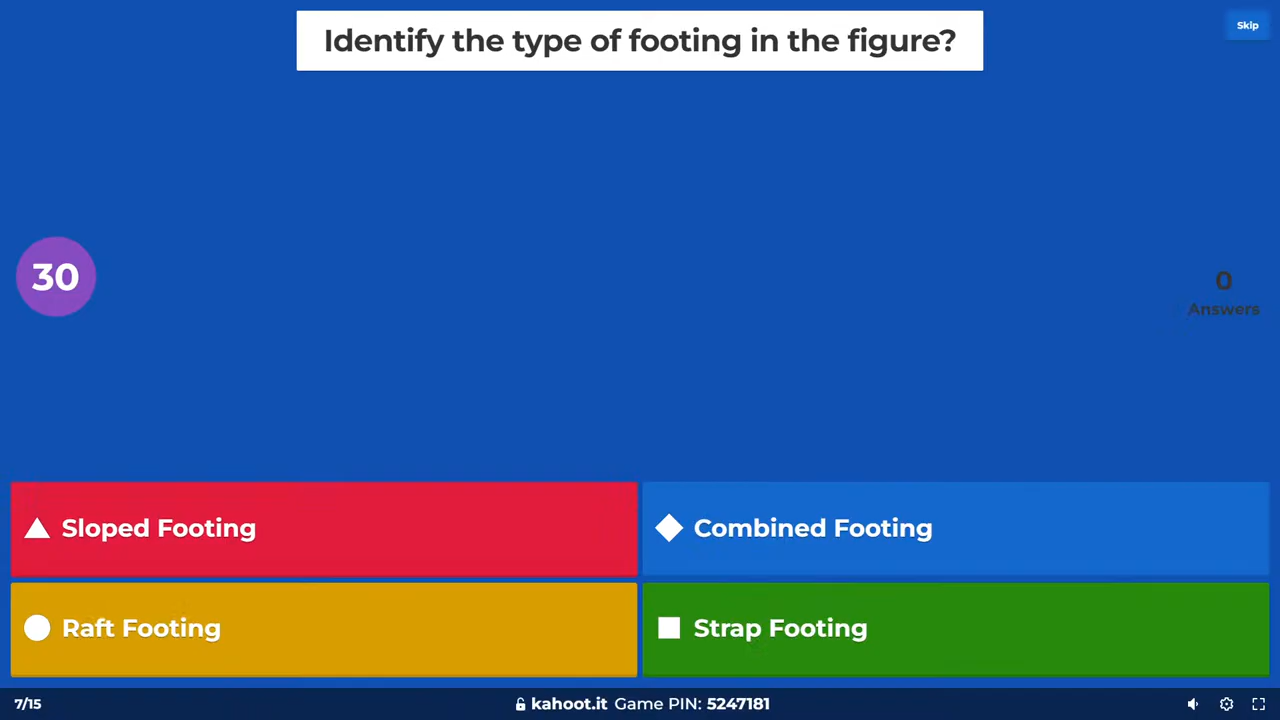 Identify the type of footing in the figure?
Skip
30
0
Answers
Sloped Footing
Combined Footing
Raft Footing
Strap Footing
7/15
kahoot.it Game PIN: 5247181